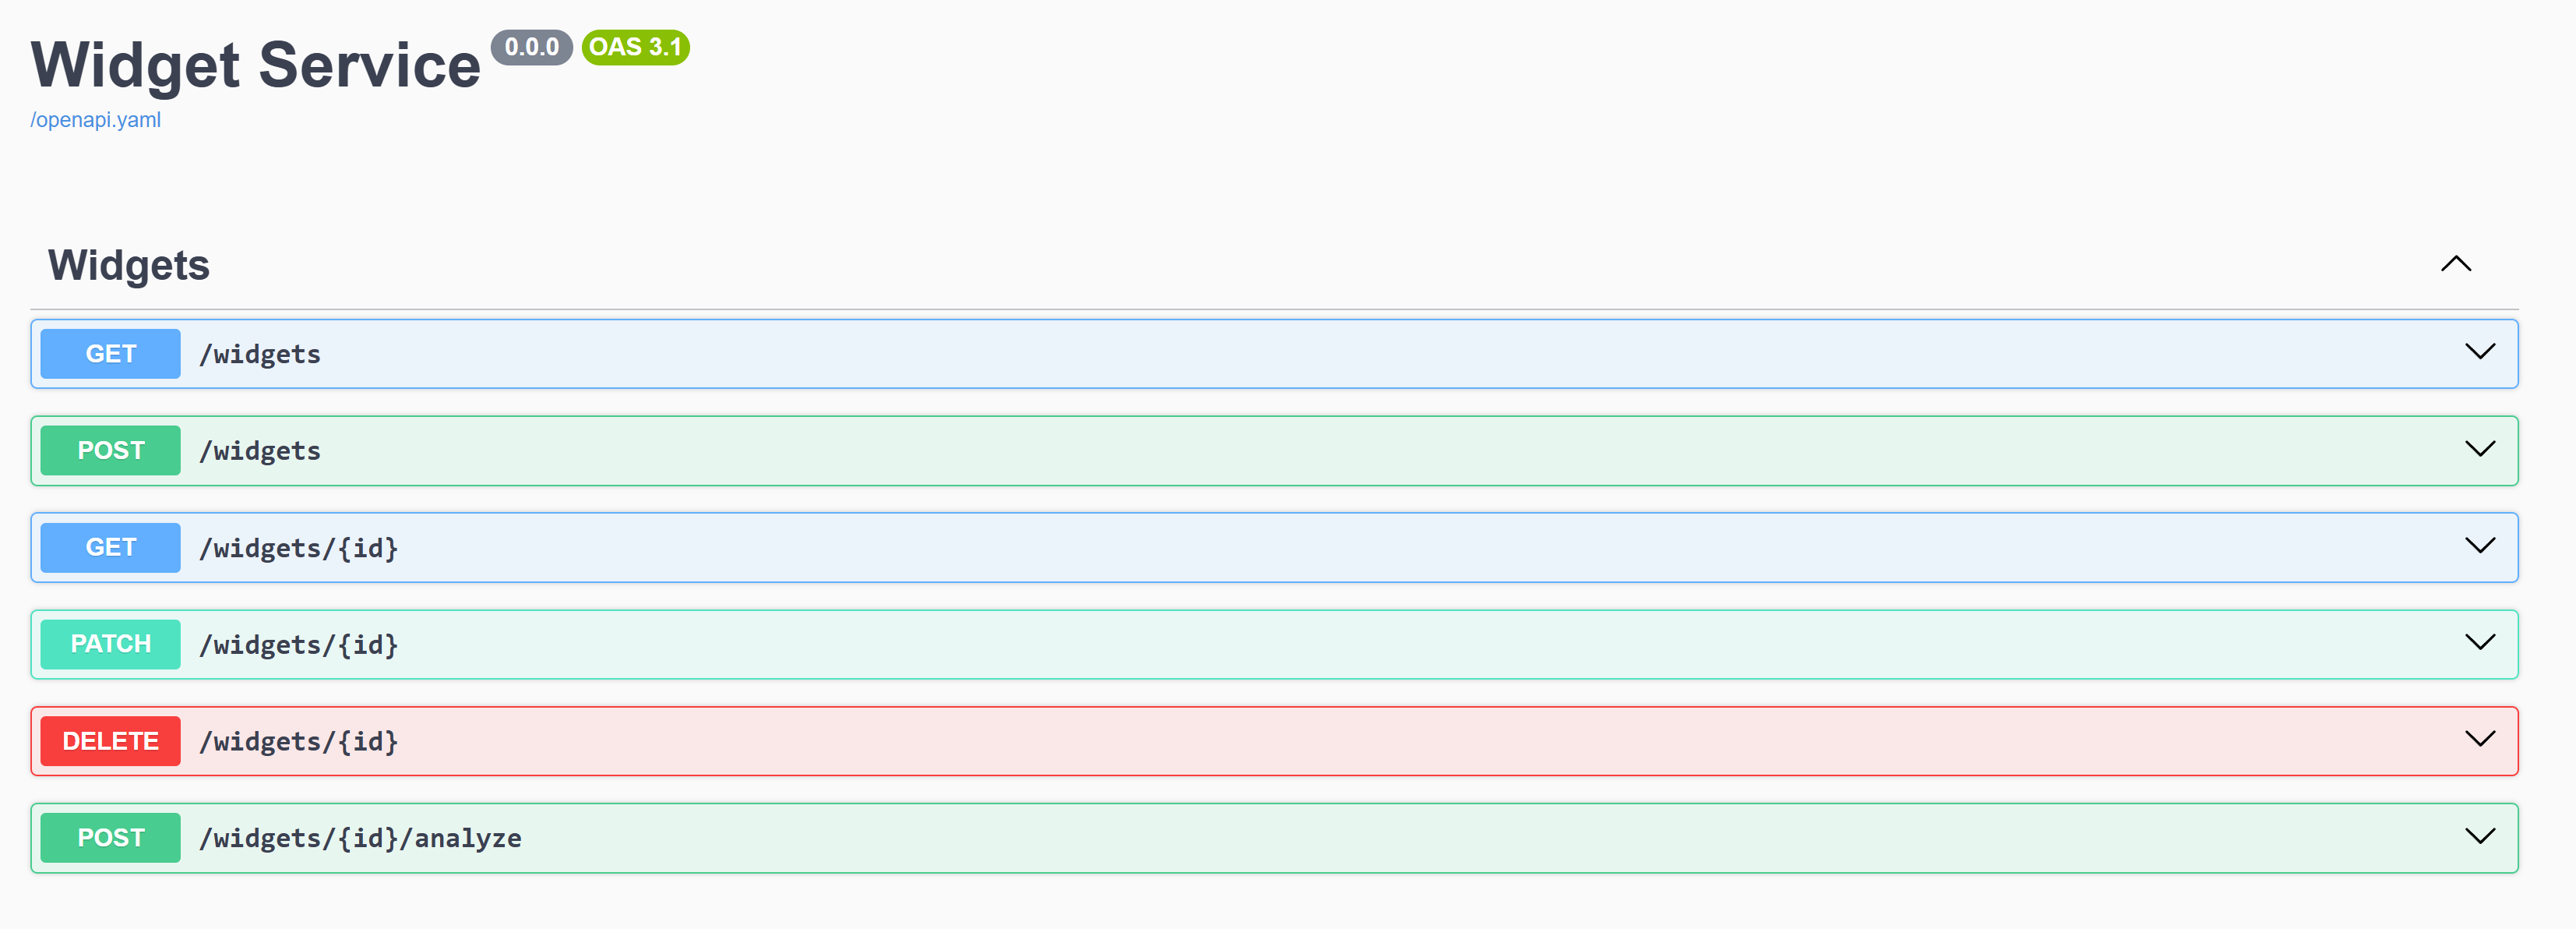 Widget Service 0.0.0 OAS 3.1
/openapi.yaml
Widgets
GET /widgets
POST /widgets
GET /widgets/{id}
PATCH /widgets/{id}
DELETE /widgets/{id}
POST /widgets/{id}/analyze